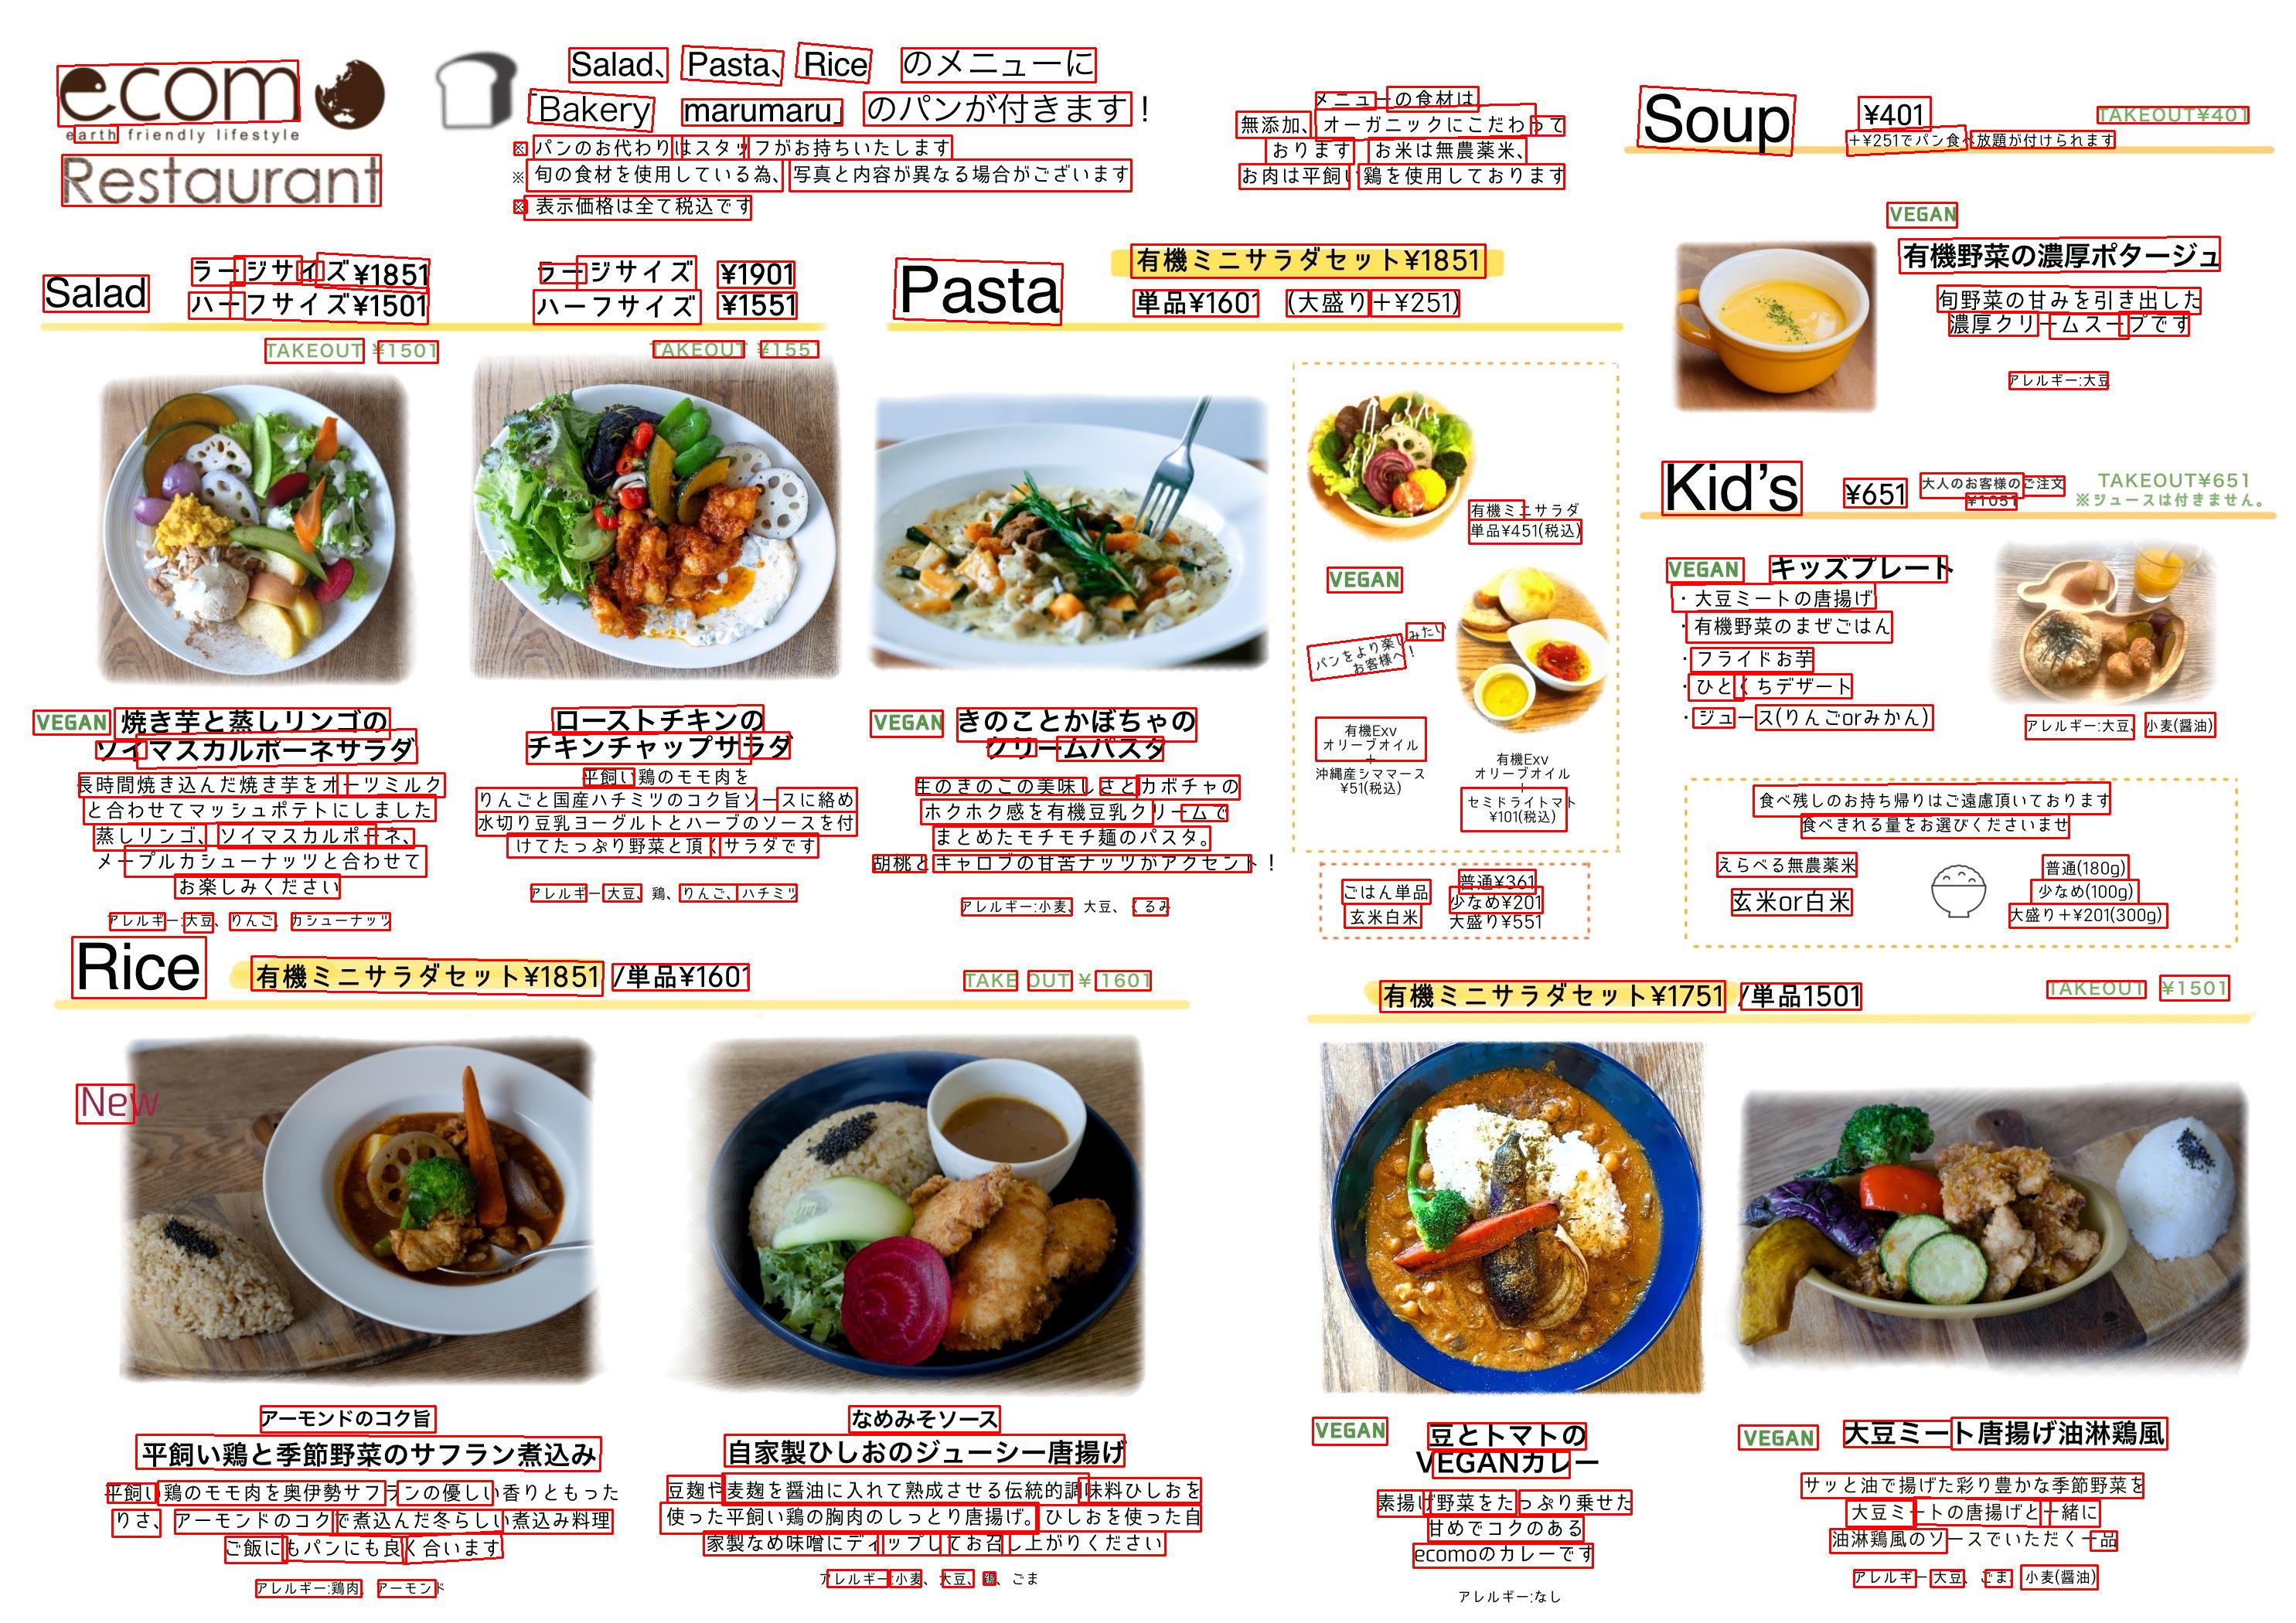 ecom
earth friendly lifestyle
Restaurant
Salad、Pasta、Rice のメニューに
「Bakery marumaru」のパンが付きます！
※ パンのお代わりはスタッフがお持ちいたします
※ 旬の食材を使用している為、写真と内容が異なる場合がございます
※ 表示価格は全て税込です
メニューの食材は
無添加、オーガニックにこだわって
おります お米は無農薬米、
お肉は平飼い鶏を使用しております
Salad
ラージサイズ¥1851
ハーフサイズ¥1501
TAKEOUT ¥1501
ラージサイズ ¥1901
ハーフサイズ ¥1551
TAKEOUT ¥155
VEGAN 焼き芋と蒸しリンゴの
ソイマスカルポーネサラダ
長時間焼き込んだ焼き芋をオーツミルク
と合わせてマッシュポテトにしました
蒸しリンゴ、ソイマスカルポーネ、
メープルカシューナッツと合わせて
お楽しみください
アレルギー:大豆、りんご、カシューナッツ
ローストチキンの
チキンチャップサラダ
平飼い鶏のモモ肉を
りんごと国産ハチミツのコク旨ソースに絡め
水切り豆乳ヨーグルトとハーブのソースを付
けてたっぷり野菜と頂くサラダです
アレルギー大豆、鶏、りんご、ハチミツ
Pasta
有機ミニサラダセット¥1851
単品¥1601 (大盛り＋¥251)
VEGAN きのことかぼちゃの
クリームパスタ
生のきのこの美味しさとカボチャの
ホクホク感を有機豆乳クリームで
まとめたモチモチ麺のパスタ。
胡桃とキャロブの甘苦ナッツがアクセント！
アレルギー:小麦、大豆、くるみ
有機ミニサラダ
単品¥451(税込)
VEGAN
パンをより楽しみたい
お客様へ！
有機Exv
オリーブオイル
+
沖縄産シママース
¥51(税込)
有機Exv
オリーブオイル
+
セミドライトマト
¥101(税込)
ごはん単品
玄米白米
普通¥361
少なめ¥201
大盛り¥551
Soup
¥401
＋¥251でパン食べ放題が付けられます
TAKEOUT¥401
VEGAN
有機野菜の濃厚ポタージュ
旬野菜の甘みを引き出した
濃厚クリームスープです
アレルギー:大豆
Kid's
¥651
大人のお客様のご注文
¥1051
TAKEOUT¥651
※ジュースは付きません。
VEGAN キッズプレート
・大豆ミートの唐揚げ
・有機野菜のまぜごはん
・フライドお芋
・ひとくちデザート
・ジュース(りんごorみかん)
アレルギー:大豆、小麦(醤油)
食べ残しのお持ち帰りはご遠慮頂いております
食べきれる量をお選びくださいませ
えらべる無農薬米
玄米or白米
普通(180g)
少なめ(100g)
大盛り＋¥201(300g)
Rice
有機ミニサラダセット¥1851 /単品¥1601
TAKE OUT ¥ 1601
New
アーモンドのコク旨
平飼い鶏と季節野菜のサフラン煮込み
平飼い鶏のモモ肉を奥伊勢サフランの優しい香りともった
りさ、アーモンドのコクで煮込んだ冬らしい煮込み料理
ご飯にもパンにも良く合います
アレルギー:鶏肉、アーモンド
なめみそソース
自家製ひしおのジューシー唐揚げ
豆麹や麦麹を醤油に入れて熟成させる伝統的調味料ひしおを
使った平飼い鶏の胸肉のしっとり唐揚げ。ひしおを使った自
家製なめ味噌にディップしてお召し上がりください
アレルギー:小麦、大豆、鶏、ごま
有機ミニサラダセット¥1751 /単品1501
TAKEOUT ¥1501
VEGAN 豆とトマトの
VEGANカレー
素揚げ野菜をたっぷり乗せた
甘めでコクのある
ecomoのカレーです
アレルギー:なし
VEGAN 大豆ミート唐揚げ油淋鶏風
サッと油で揚げた彩り豊かな季節野菜を
大豆ミートの唐揚げと一緒に
油淋鶏風のソースでいただく一品
アレルギー大豆、ごま、小麦(醤油)